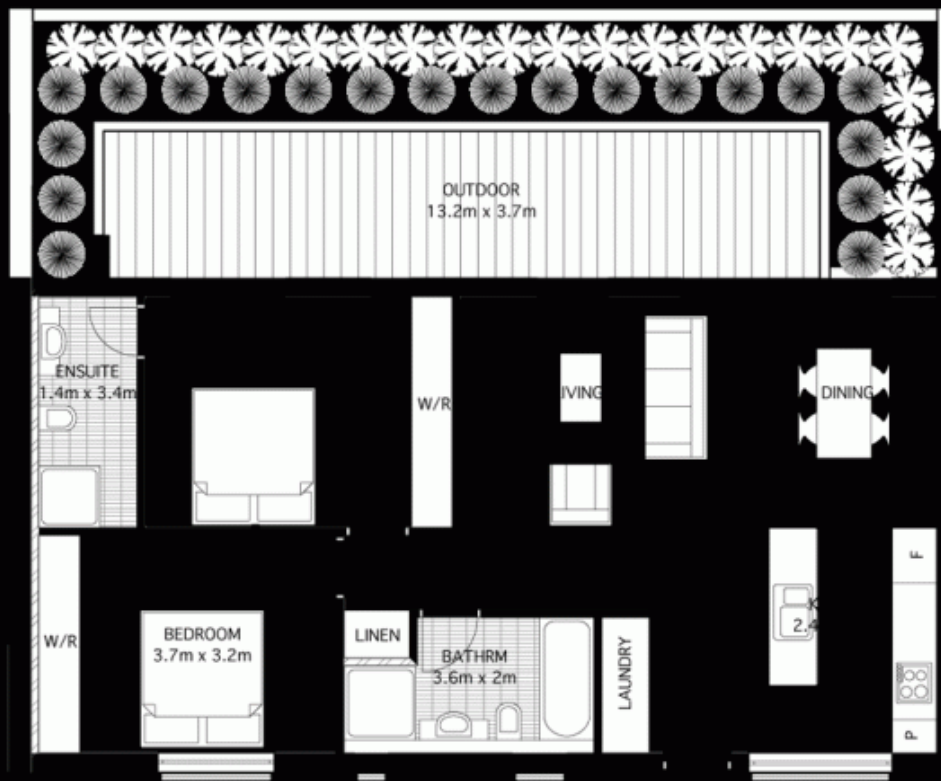 OUTDOOR
13.2m x 3.7m
ENSUITE
1.4m x 3.4m
W/R
IVING
DINING
F
W/R
BEDROOM
3.7m x 3.2m
LINEN
BATHRM
3.6m x 2m
LAUNDRY
K
2.4
P